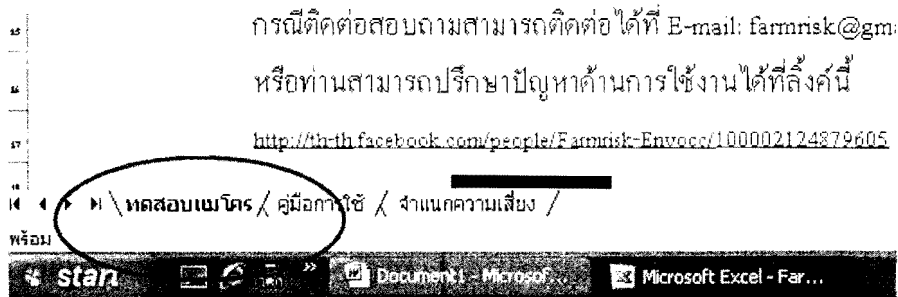 15
กรณีติดต่อสอบถามสามารถติดต่อได้ที่ E-mail: farmrisk@gma
16
หรือท่านสามารถปรึกษาปัญหาด้านการใช้งานได้ที่ลิ้งค์นี้
17
http://th-th.facebook.com/people/Farmrisk-Envocc/100002124879605
ทดสอบแมโคร / คู่มือการใช้ / จำแนกความเสี่ยง /
พร้อม
start » Document1 - Microsof... Microsoft Excel - Far...